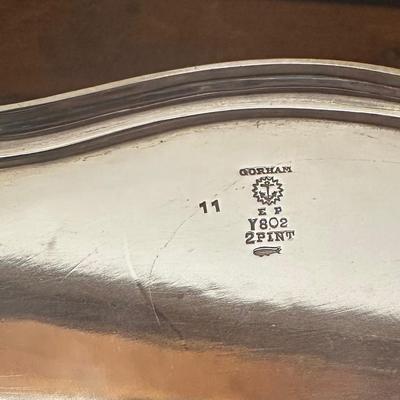 GORHAM
11
E P
Y802
2PINT